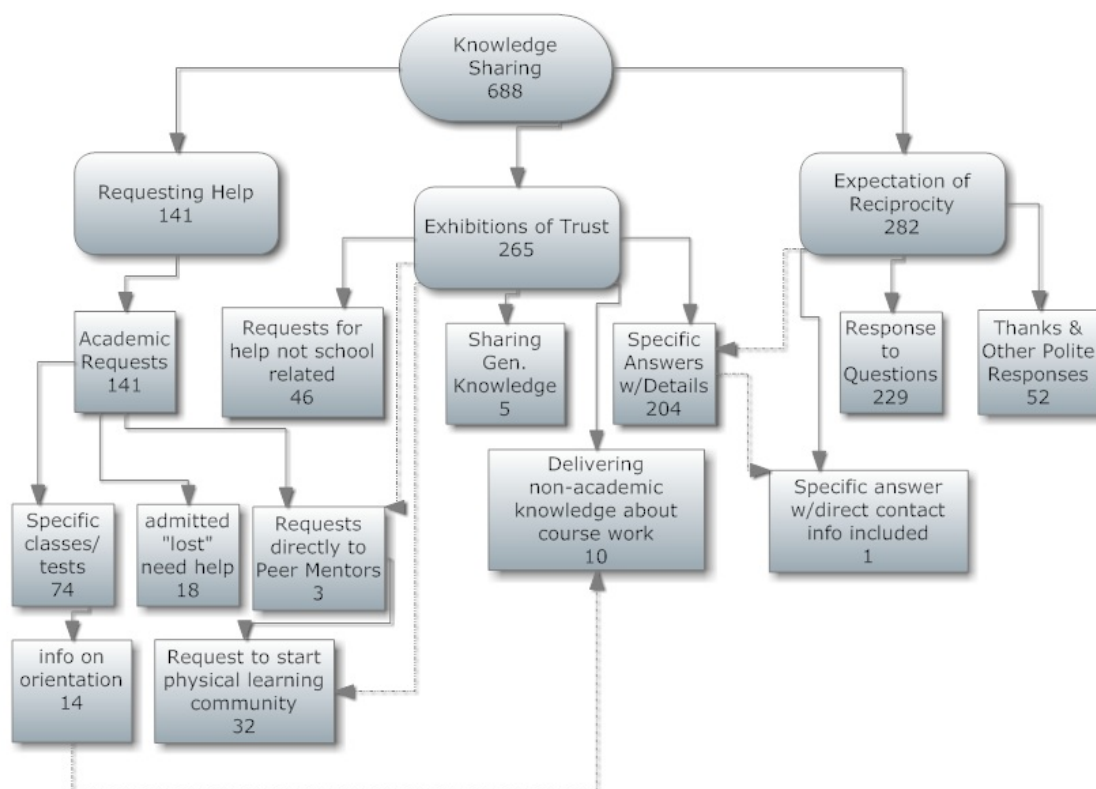 Knowledge
Sharing
688
Requesting Help
141
Exhibitions of Trust
265
Expectation of
Reciprocity
282
Academic
Requests
141
Requests for
help not school
related
46
Sharing
Gen.
Knowledge
5
Specific
Answers
w/Details
204
Response
to
Questions
229
Thanks &
Other Polite
Responses
52
Specific
classes/
tests
74
admitted
"lost"
need help
18
Requests
directly to
Peer Mentors
3
Delivering
non-academic
knowledge about
course work
10
Specific answer
w/direct contact
info included
1
info on
orientation
14
Request to start
physical learning
community
32